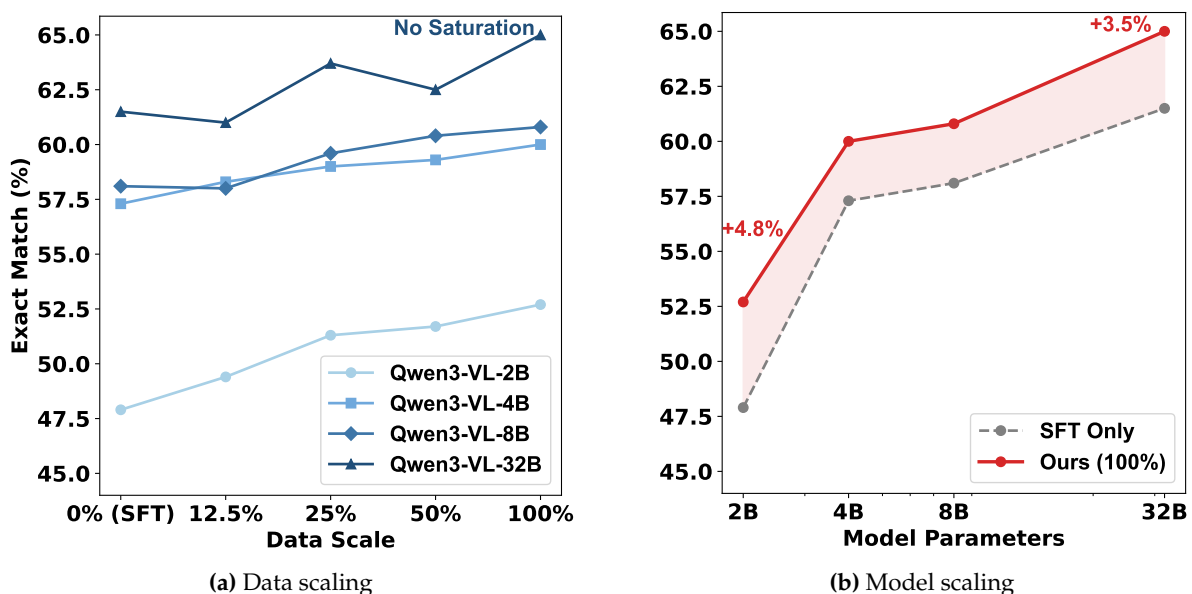 No Saturation
65.0
62.5
60.0
57.5
55.0
52.5
50.0
47.5
45.0
Exact Match (%)
Qwen3-VL-2B
Qwen3-VL-4B
Qwen3-VL-8B
Qwen3-VL-32B
0% (SFT) 12.5% 25% 50% 100%
Data Scale
(a) Data scaling
+3.5%
65.0
62.5
60.0
57.5
+4.8%
55.0
52.5
50.0
47.5
45.0
SFT Only
Ours (100%)
2B 4B 8B 32B
Model Parameters
(b) Model scaling